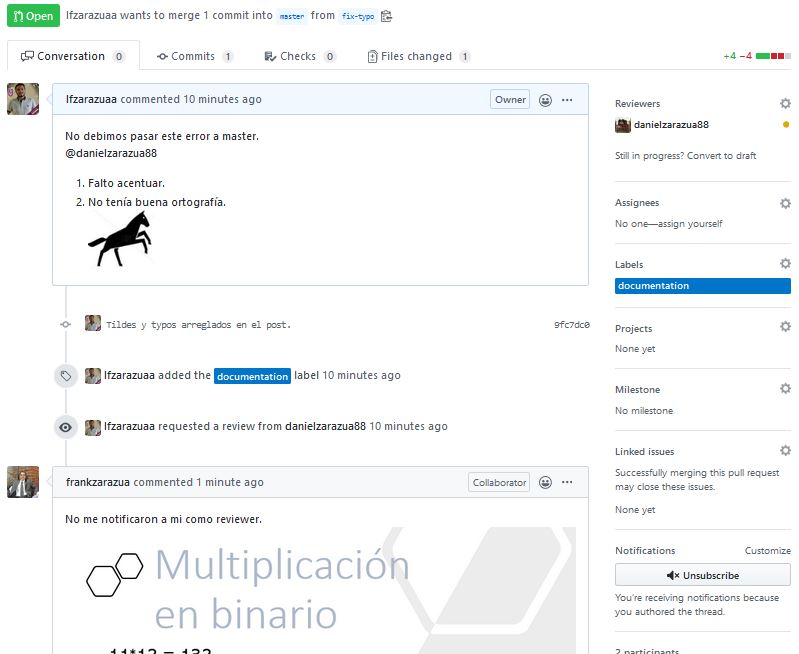 Open lfzarazuaa wants to merge 1 commit into master from fix-typo
Conversation 0 Commits 1 Checks 0 Files changed 1 +4 −4
lfzarazuaa commented 10 minutes ago Owner
No debimos pasar este error a master.
@danielzarazua88
1. Falto acentuar.
2. No tenía buena ortografía.
Tildes y typos arreglados en el post. 9fc7dc0
lfzarazuaa added the documentation label 10 minutes ago
lfzarazuaa requested a review from danielzarazua88 10 minutes ago
frankzarazua commented 1 minute ago Collaborator
No me notificaron a mi como reviewer.
Multiplicación
en binario
11*12 = 132
Reviewers
danielzarazua88
Still in progress? Convert to draft
Assignees
No one—assign yourself
Labels
documentation
Projects
None yet
Milestone
No milestone
Linked issues
Successfully merging this pull request
may close these issues.
None yet
Notifications Customize
Unsubscribe
You're receiving notifications because
you authored the thread.
2 participants